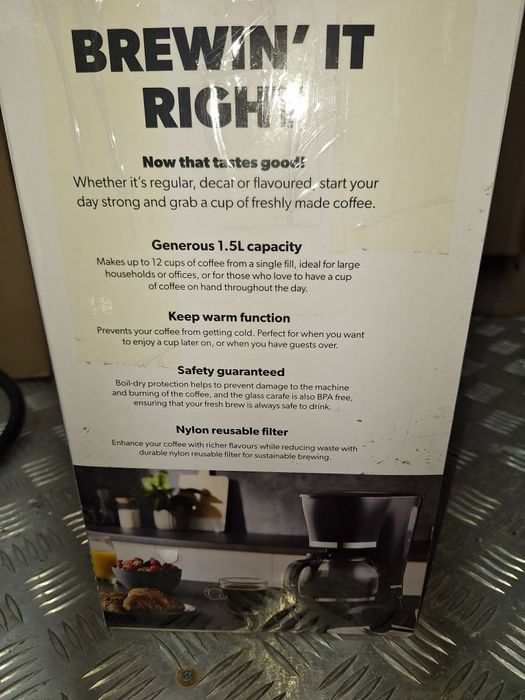 BREWIN' IT
RIGHT
Now that tastes good!
Whether it's regular, decaf or flavoured, start your
day strong and grab a cup of freshly made coffee.
Generous 1.5L capacity
Makes up to 12 cups of coffee from a single fill, ideal for large
households or offices, or for those who love to have a cup
of coffee on hand throughout the day.
Keep warm function
Prevents your coffee from getting cold. Perfect for when you want
to enjoy a cup later on, or when you have guests over.
Safety guaranteed
Boil-dry protection helps to prevent damage to the machine
and burning of the coffee, and the glass carafe is also BPA free,
ensuring that your fresh brew is always safe to drink.
Nylon reusable filter
Enhance your coffee with richer flavours while reducing waste with
durable nylon reusable filter for sustainable brewing.